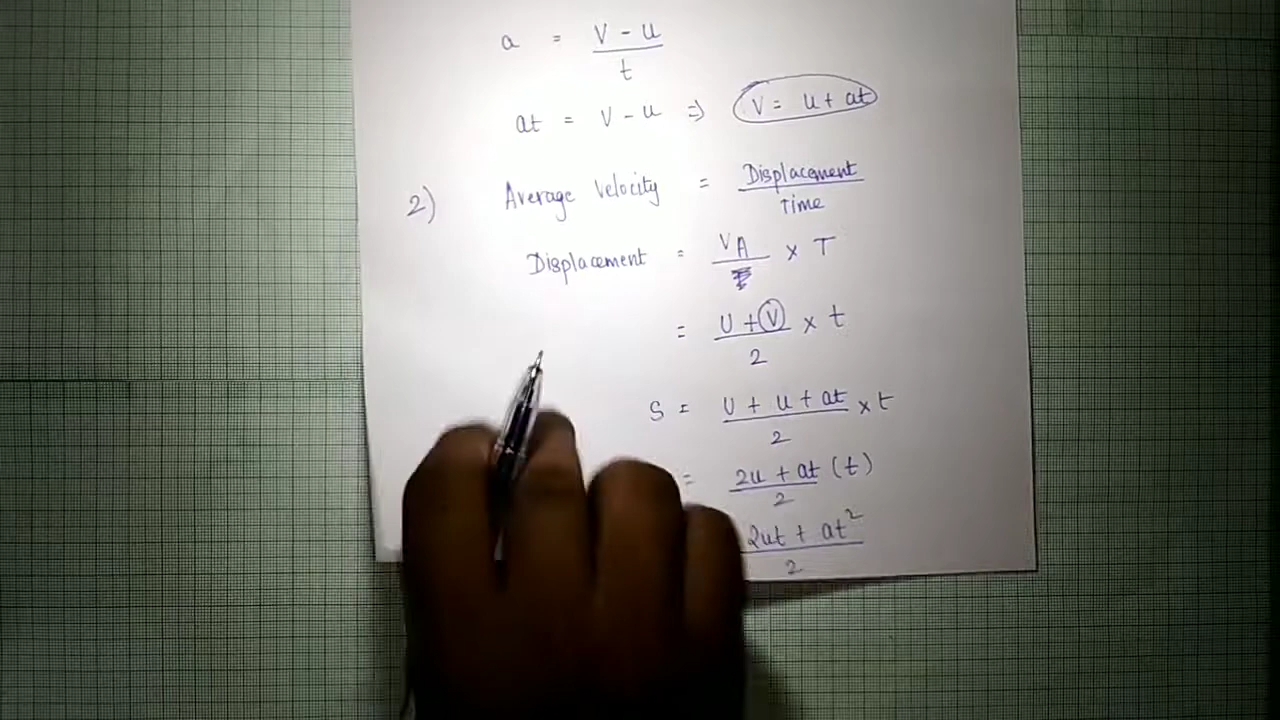 a = V - u / t
at = V - u ⇒ V = u + at
2) Average velocity = Displacement / Time
Displacement = VA × T
= U + V / 2 × t
S = U + u + at / 2 × t
= 2u + at / 2 (t)
2ut + at² / 2